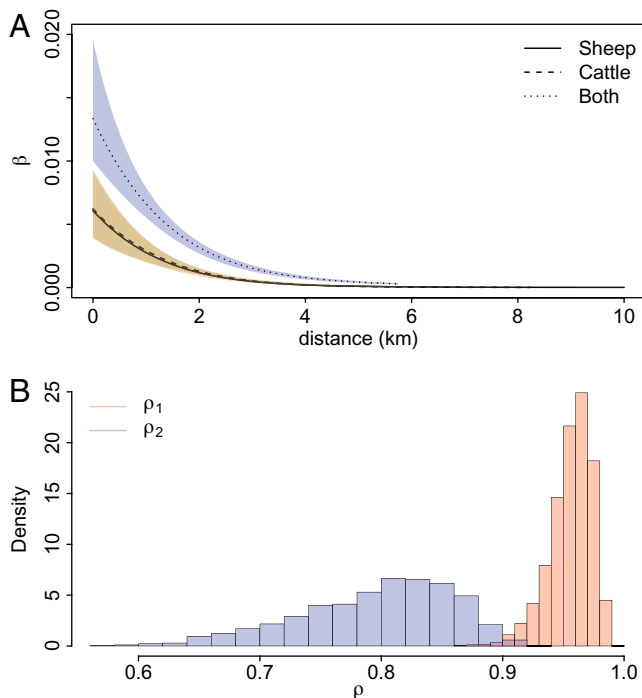 A
Sheep
Cattle
Both
0.020
0.010
0.000
β
0 2 4 6 8 10
distance (km)
B
ρ1
ρ2
25
20
15
10
5
0
Density
0.6 0.7 0.8 0.9 1.0
ρ